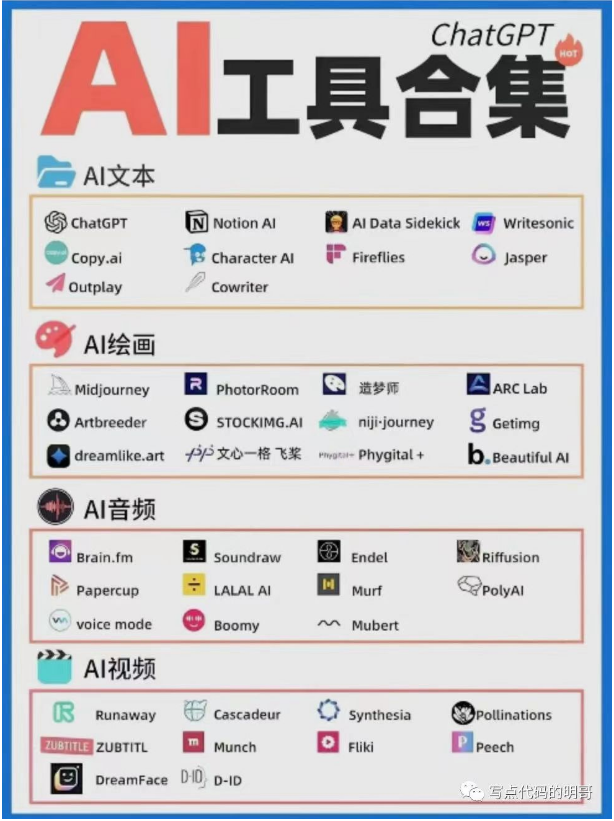 ChatGPT
HOT
AI工具合集
AI文本
ChatGPT Notion AI AI Data Sidekick WS Writesonic
Copy.ai Character AI Fireflies Jasper
Outplay Cowriter
AI绘画
Midjourney R PhotorRoom 造梦师 ARC Lab
Artbreeder S STOCKIMG.AI niji·journey g Getimg
dreamlike.art 文心一格 飞桨 Phygital+ Phygital + b. Beautiful AI
AI音频
Brain.fm S Soundraw Endel Riffusion
Papercup LALAL AI Murf PolyAI
voice mode Boomy Mubert
AI视频
Runaway Cascadeur Synthesia Pollinations
ZUBTITLE ZUBTITL m Munch Fliki P Peech
DreamFace D-ID D-ID
写点代码的明哥